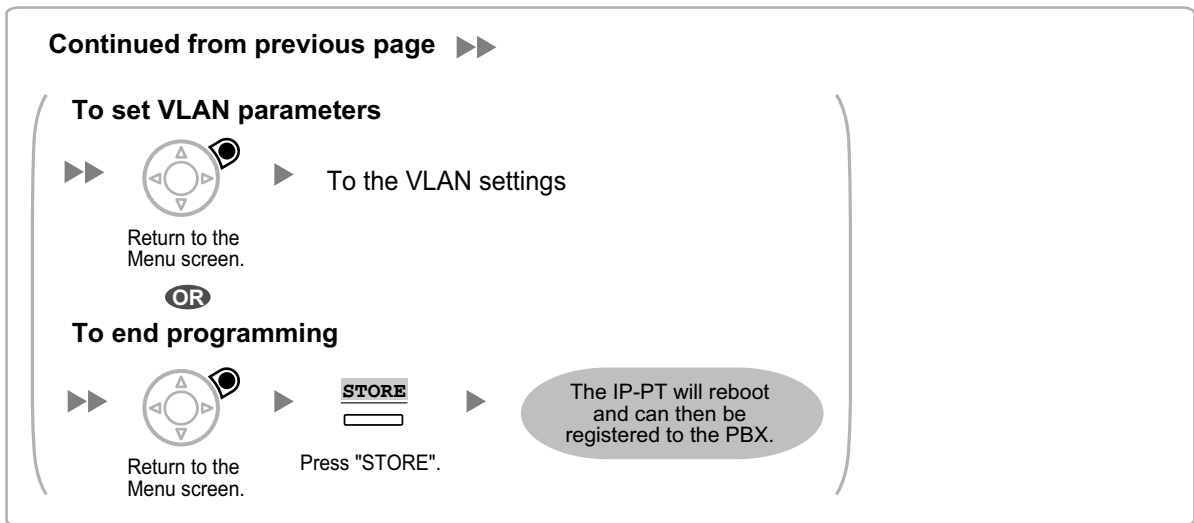 Continued from previous page
To set VLAN parameters
To the VLAN settings
Return to the
Menu screen.
OR
To end programming
STORE
The IP-PT will reboot
and can then be
registered to the PBX.
Return to the
Menu screen.
Press "STORE".